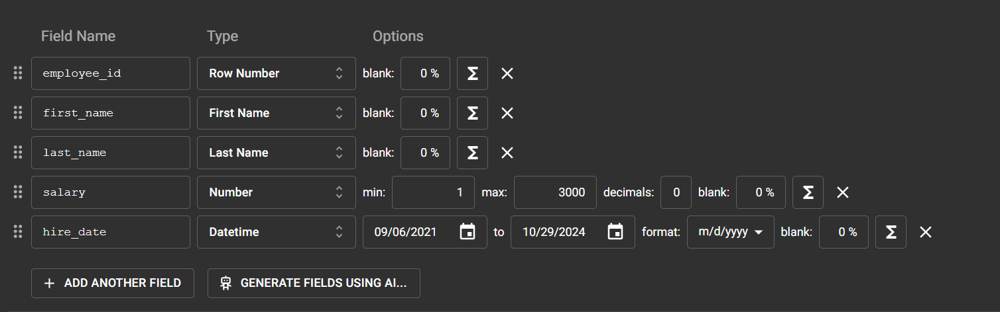 Field Name Type Options
employee_id Row Number blank: 0 % Σ
first_name First Name blank: 0 % Σ
last_name Last Name blank: 0 % Σ
salary Number min: 1 max: 3000 decimals: 0 blank: 0 % Σ
hire_date Datetime 09/06/2021 to 10/29/2024 format: m/d/yyyy blank: 0 % Σ
+ ADD ANOTHER FIELD GENERATE FIELDS USING AI...